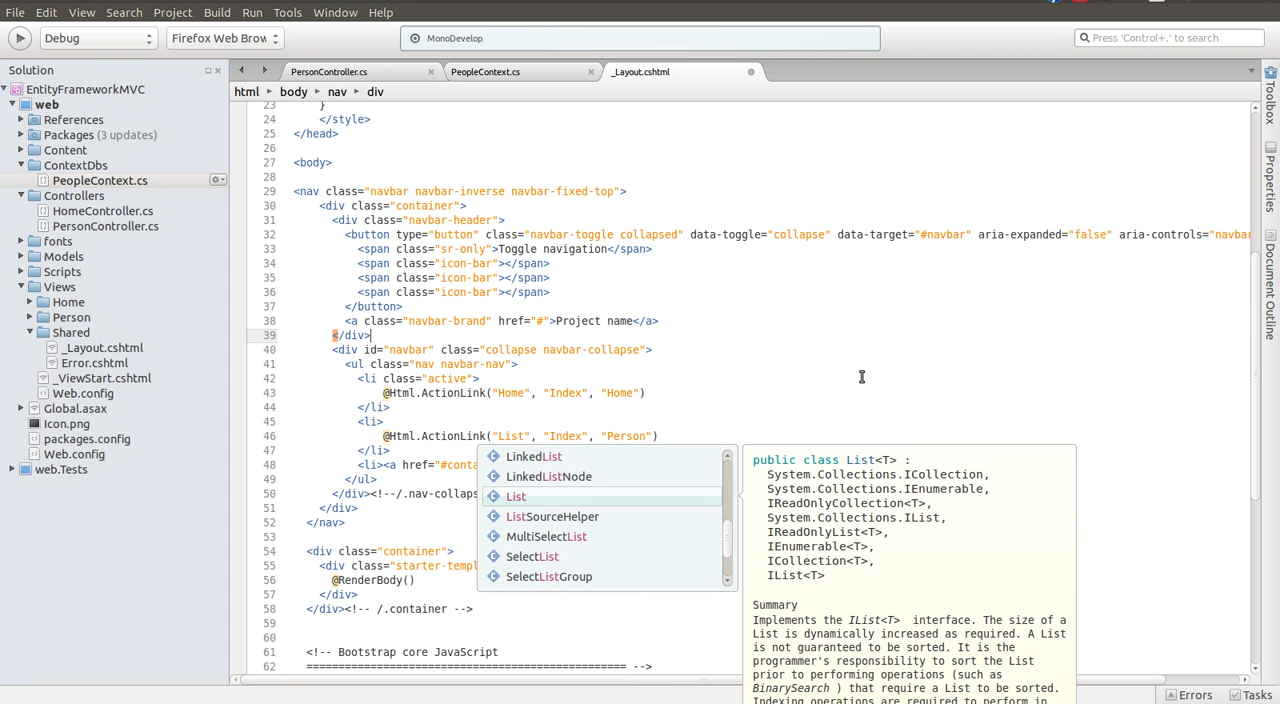 File Edit View Search Project Build Run Tools Window Help
Debug Firefox Web Brow MonoDevelop Press 'Control+,' to search
Solution
EntityFrameworkMVC
web
References
Packages (3 updates)
Content
ContextDbs
PeopleContext.cs
Controllers
HomeController.cs
PersonController.cs
fonts
Models
Scripts
Views
Home
Person
Shared
_Layout.cshtml
Error.cshtml
_ViewStart.cshtml
Web.config
Global.asax
Icon.png
packages.config
Web.config
web.Tests
PersonController.cs PeopleContext.cs _Layout.cshtml
html body nav div
23 }
24 </style>
25 </head>
26
27 <body>
28
29 <nav class="navbar navbar-inverse navbar-fixed-top">
30 <div class="container">
31 <div class="navbar-header">
32 <button type="button" class="navbar-toggle collapsed" data-toggle="collapse" data-target="#navbar" aria-expanded="false" aria-controls="navbar
33 <span class="sr-only">Toggle navigation</span>
34 <span class="icon-bar"></span>
35 <span class="icon-bar"></span>
36 <span class="icon-bar"></span>
37 </button>
38 <a class="navbar-brand" href="#">Project name</a>
39 </div>
40 <div id="navbar" class="collapse navbar-collapse">
41 <ul class="nav navbar-nav">
42 <li class="active">
43 @Html.ActionLink("Home", "Index", "Home")
44 </li>
45 <li>
46 @Html.ActionLink("List", "Index", "Person")
47 </li>
48 <li><a href="#conta
49 </ul>
50 </div><!--/.nav-collaps
51 </div>
52 </nav>
53
54 <div class="container">
55 <div class="starter-templ
56 @RenderBody()
57 </div>
58 </div><!-- /.container -->
59
60
61 <!-- Bootstrap core JavaScript
62 ================================================== -->
LinkedList
LinkedListNode
List
ListSourceHelper
MultiSelectList
SelectList
SelectListGroup
public class List<T> :
System.Collections.ICollection,
System.Collections.IEnumerable,
IReadOnlyCollection<T>,
System.Collections.IList,
IReadOnlyList<T>,
IEnumerable<T>,
ICollection<T>,
IList<T>
Summary
Implements the IList<T> interface. The size of a
List is dynamically increased as required. A List
is not guaranteed to be sorted. It is the
programmer's responsibility to sort the List
prior to performing operations (such as
BinarySearch ) that require a List to be sorted.
Indexing operations are required to perform in
Toolbox
Properties
Document Outline
Errors Tasks